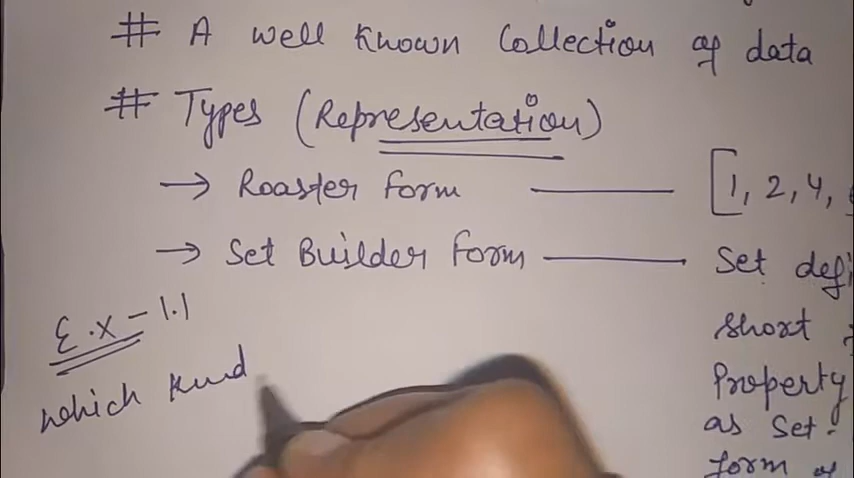 # A well known Collection of data
# Types (Representation)
→ Roaster form — [1, 2, 4,
→ Set Builder form — Set defi
short
Property
as Set.
form of
E.x - 1.1
which kind